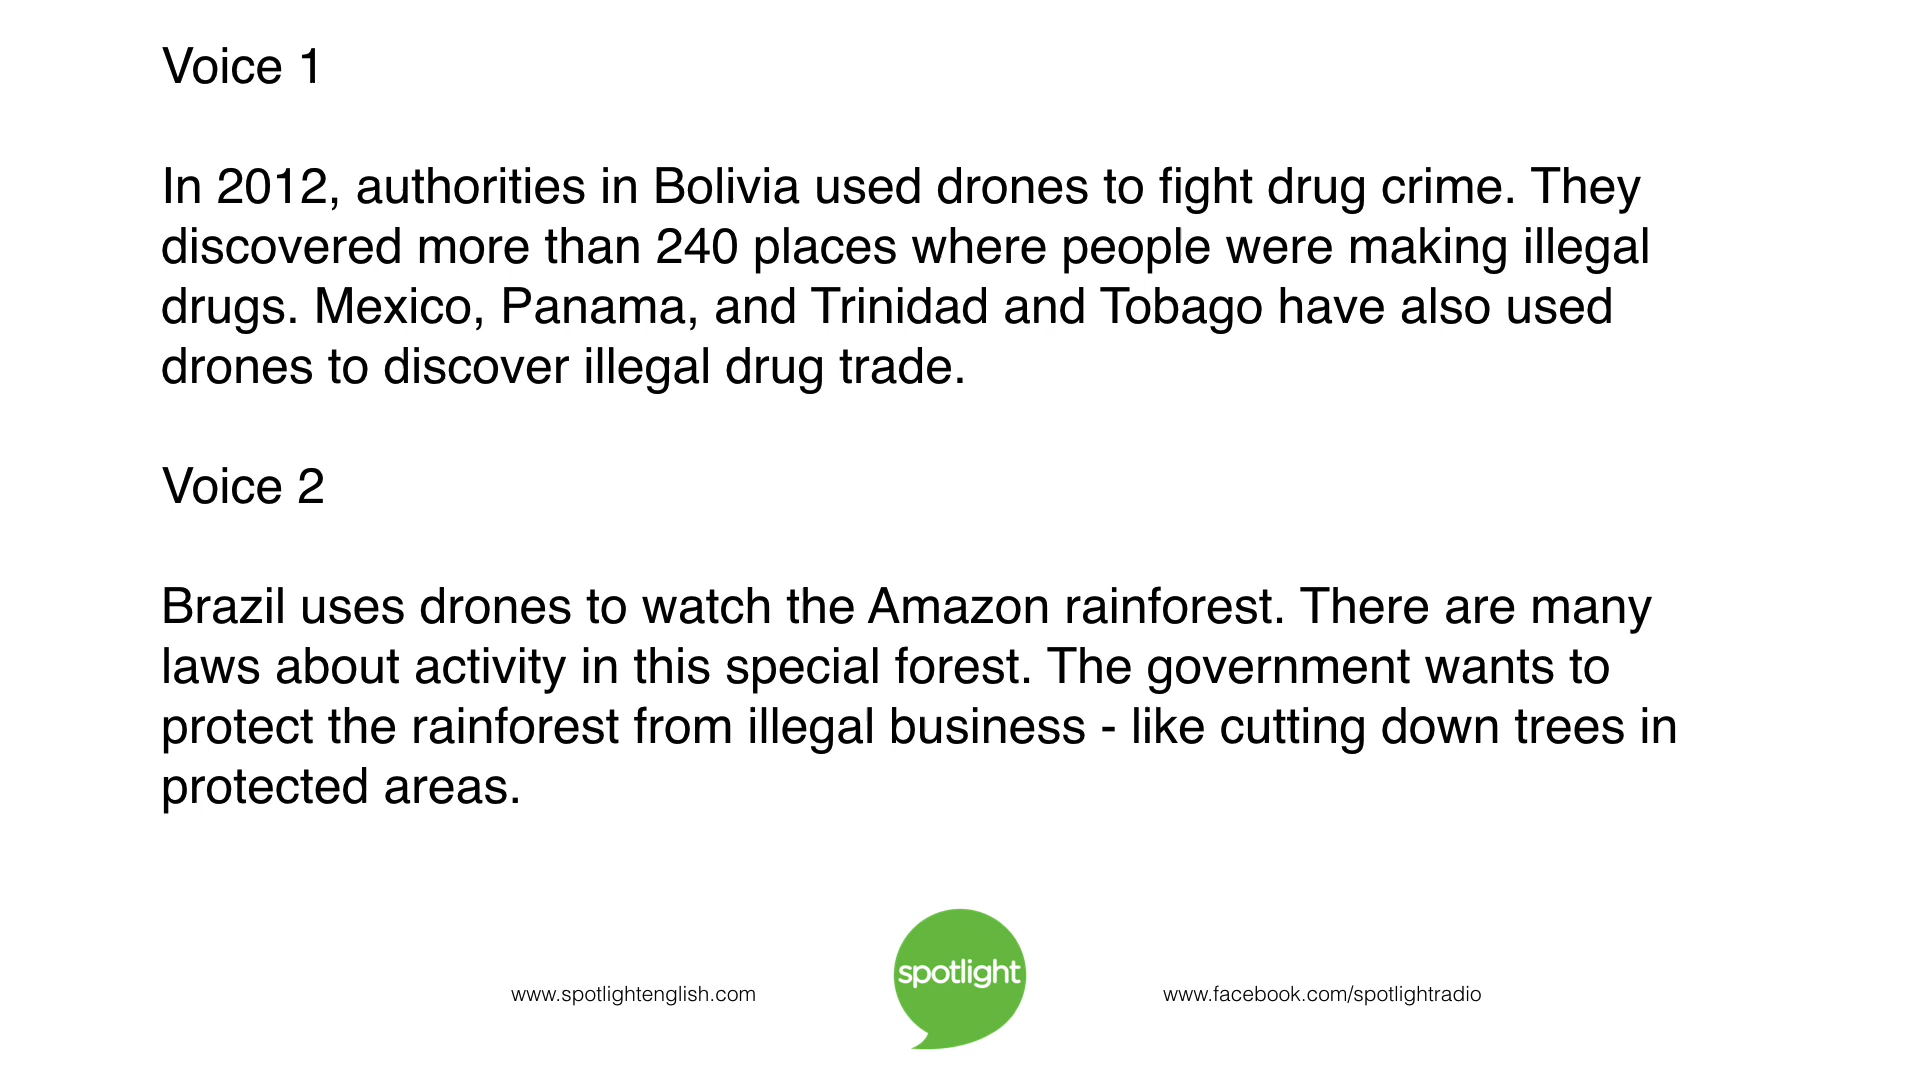 Voice 1
In 2012, authorities in Bolivia used drones to fight drug crime. They
discovered more than 240 places where people were making illegal
drugs. Mexico, Panama, and Trinidad and Tobago have also used
drones to discover illegal drug trade.
Voice 2
Brazil uses drones to watch the Amazon rainforest. There are many
laws about activity in this special forest. The government wants to
protect the rainforest from illegal business - like cutting down trees in
protected areas.
www.spotlightenglish.com
spotlight
www.facebook.com/spotlightradio